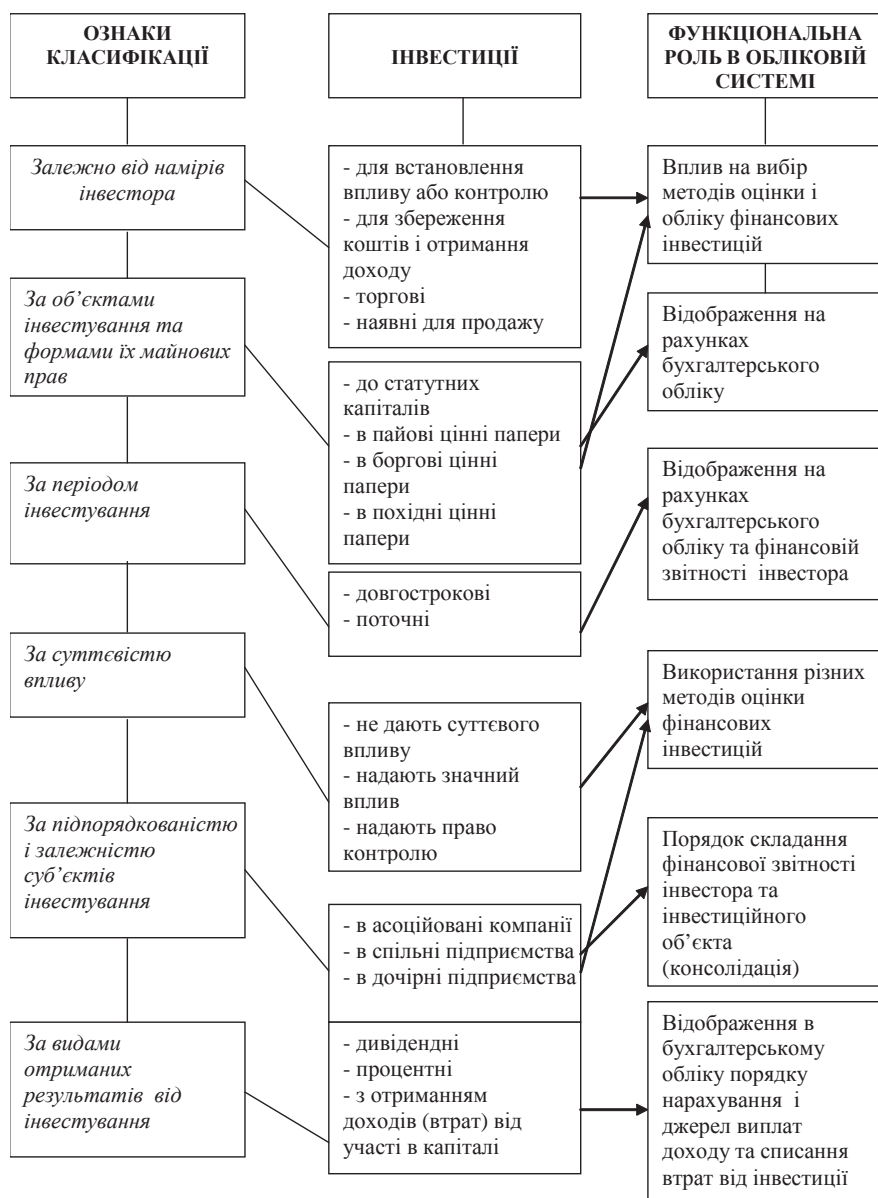 ОЗНАКИ
КЛАСИФІКАЦІЇ
ІНВЕСТИЦІЇ
ФУНКЦІОНАЛЬНА
РОЛЬ В ОБЛІКОВІЙ
СИСТЕМІ
Залежно від намірів
інвестора
- для встановлення
впливу або контролю
- для збереження
коштів і отримання
доходу
- торгові
- наявні для продажу
Вплив на вибір
методів оцінки і
обліку фінансових
інвестицій
За об’єктами
інвестування та
формами їх майнових
прав
- до статутних
капіталів
- в пайові цінні папери
- в боргові цінні
папери
- в похідні цінні
папери
Відображення на
рахунках
бухгалтерського
обліку
За періодом
інвестування
- довгострокові
- поточні
Відображення на
рахунках
бухгалтерського
обліку та фінансовій
звітності інвестора
За суттєвістю
впливу
- не дають суттєвого
впливу
- надають значний
вплив
- надають право
контролю
Використання різних
методів оцінки
фінансових
інвестицій
За підпорядкованістю
і залежністю
суб’єктів
інвестування
- в асоційовані компанії
- в спільні підприємства
- в дочірні підприємства
Порядок складання
фінансової звітності
інвестора та
інвестиційного
об’єкта
(консолідація)
За видами
отриманих
результатів від
інвестування
- дивідендні
- процентні
- з отриманням
доходів (втрат) від
участі в капіталі
Відображення в
бухгалтерському
обліку порядку
нарахування і
джерел виплат
доходу та списання
втрат від інвестиції